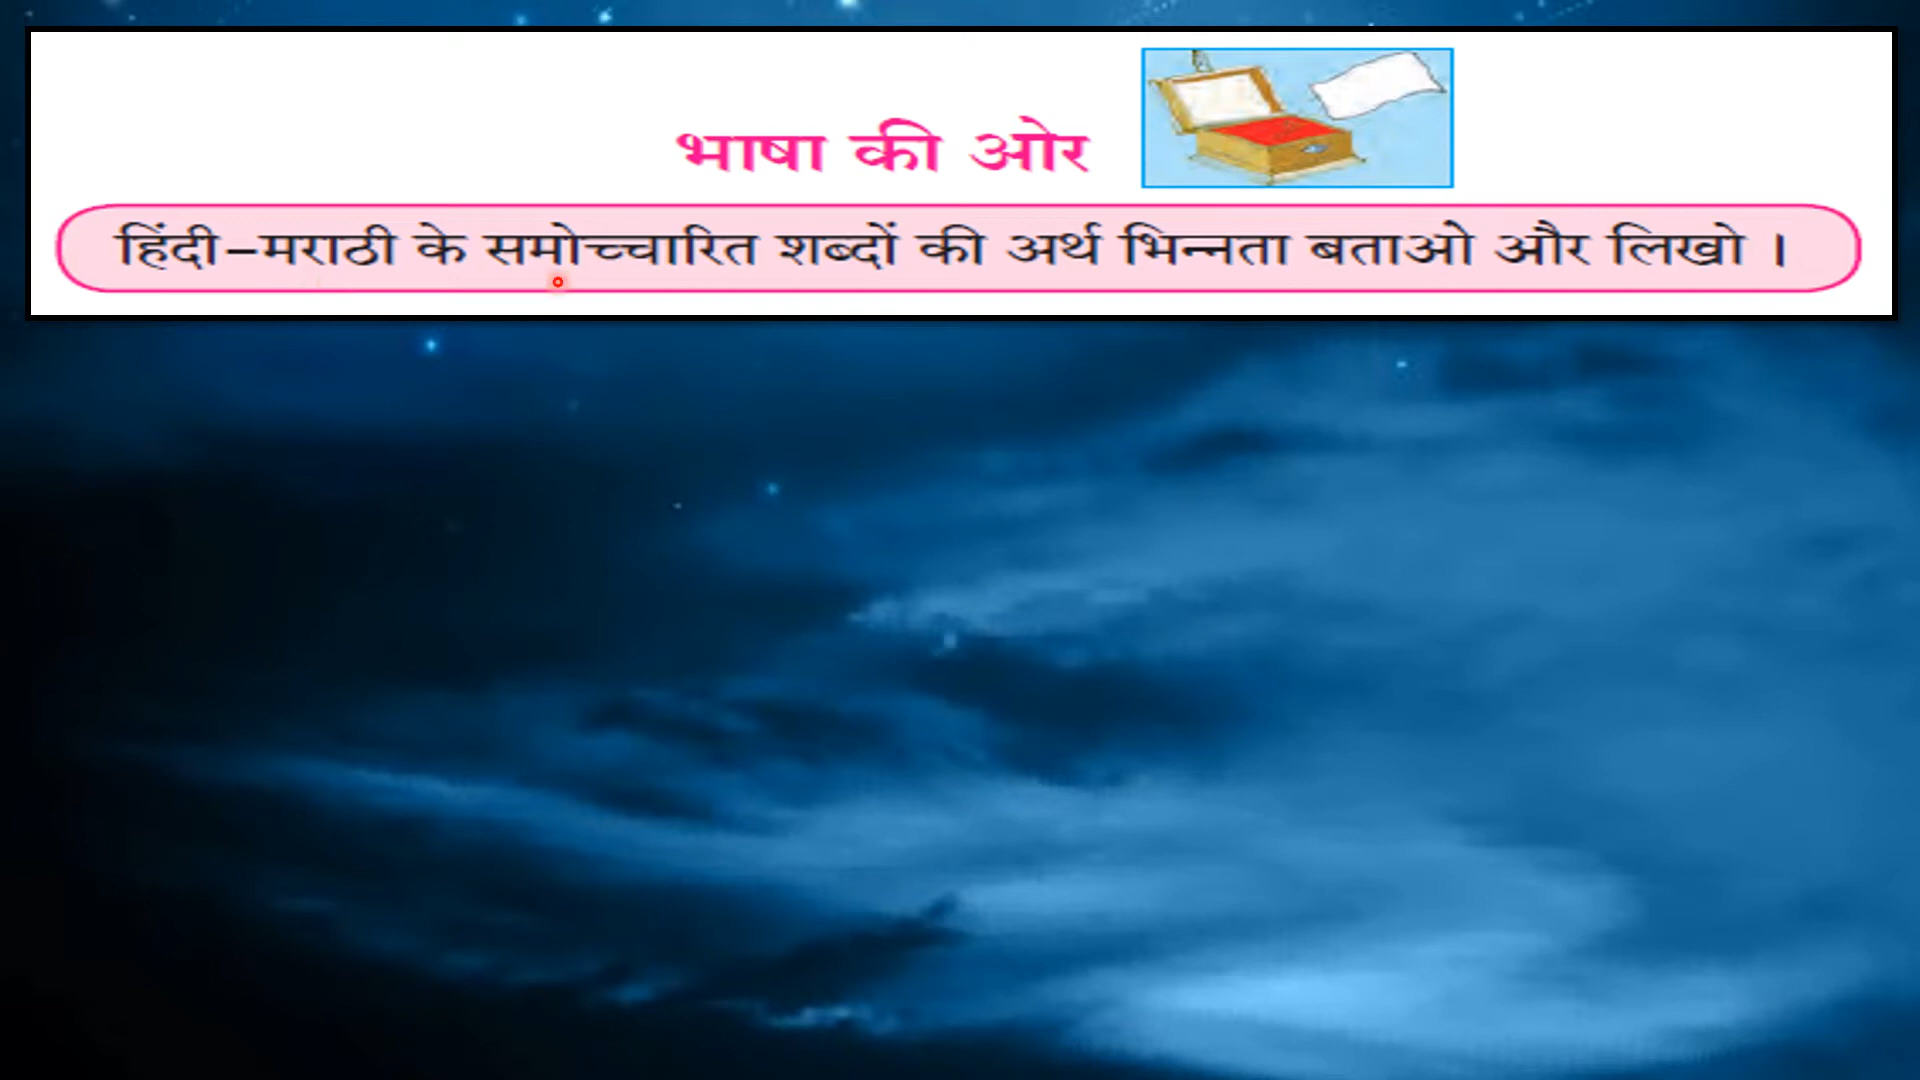 भाषा की ओर
हिंदी-मराठी के समोच्चारित शब्दों की अर्थ भिन्नता बताओ और लिखो ।